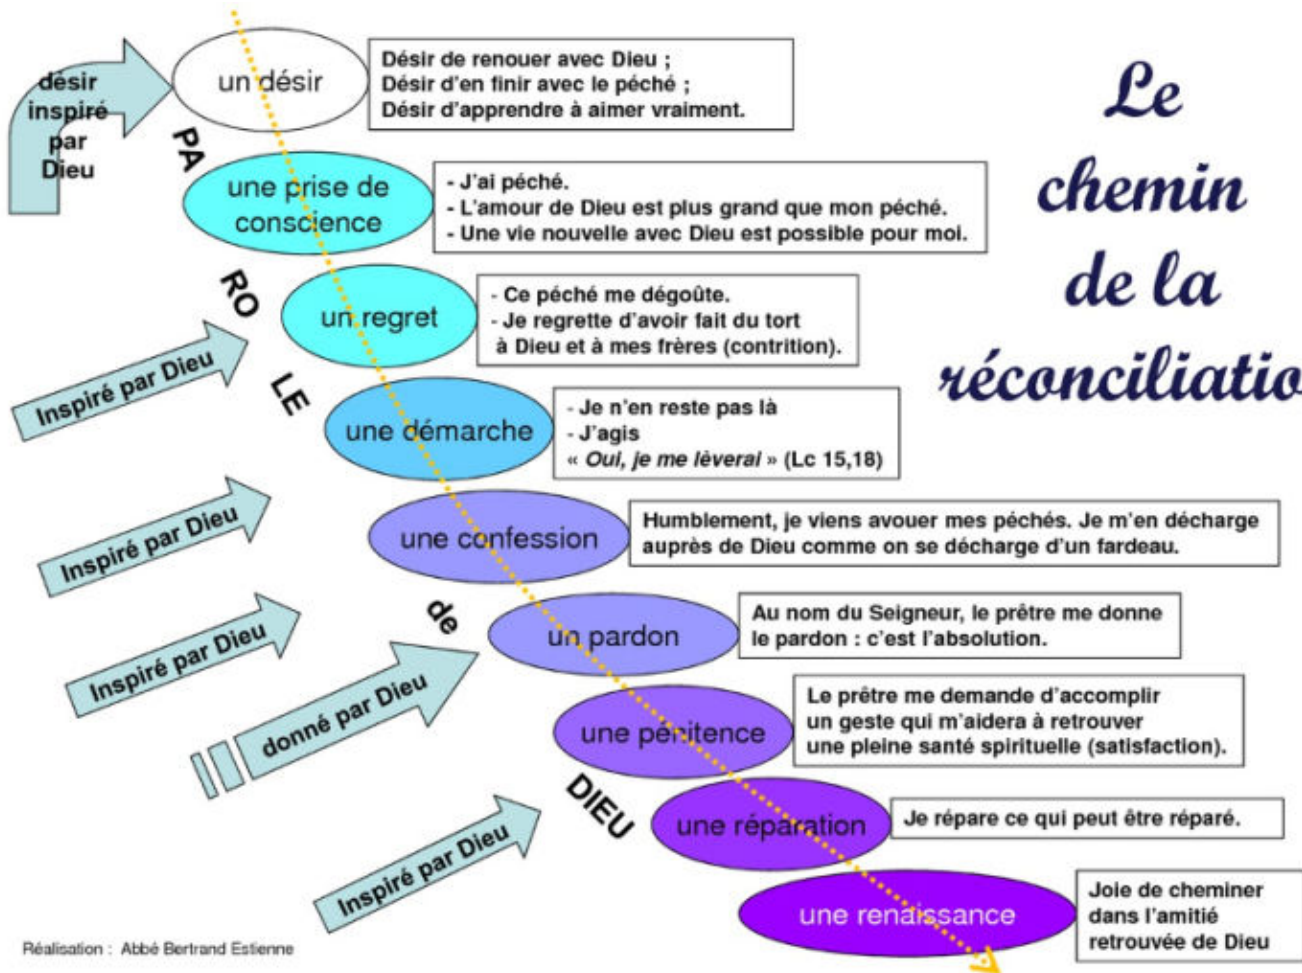 Le
chemin
de la
réconciliatio
désir
inspiré
par
Dieu
un désir
Désir de renouer avec Dieu ;
Désir d'en finir avec le péché ;
Désir d'apprendre à aimer vraiment.
PA
une prise de
conscience
- J'ai péché.
- L'amour de Dieu est plus grand que mon péché.
- Une vie nouvelle avec Dieu est possible pour moi.
RO
un regret
- Ce péché me dégoûte.
- Je regrette d'avoir fait du tort
à Dieu et à mes frères (contrition).
Inspiré par Dieu
LE
une démarche
- Je n'en reste pas là
- J'agis
« Oui, je me lèverai » (Lc 15,18)
Inspiré par Dieu
une confession
Humblement, je viens avouer mes péchés. Je m'en décharge
auprès de Dieu comme on se décharge d'un fardeau.
Inspiré par Dieu
de
un pardon
Au nom du Seigneur, le prêtre me donne
le pardon : c'est l'absolution.
donné par Dieu
une pénitence
Le prêtre me demande d'accomplir
un geste qui m'aidera à retrouver
une pleine santé spirituelle (satisfaction).
DIEU
une réparation
Je répare ce qui peut être réparé.
Inspiré par Dieu
une renaissance
Joie de cheminer
dans l'amitié
retrouvée de Dieu
Réalisation : Abbé Bertrand Estienne